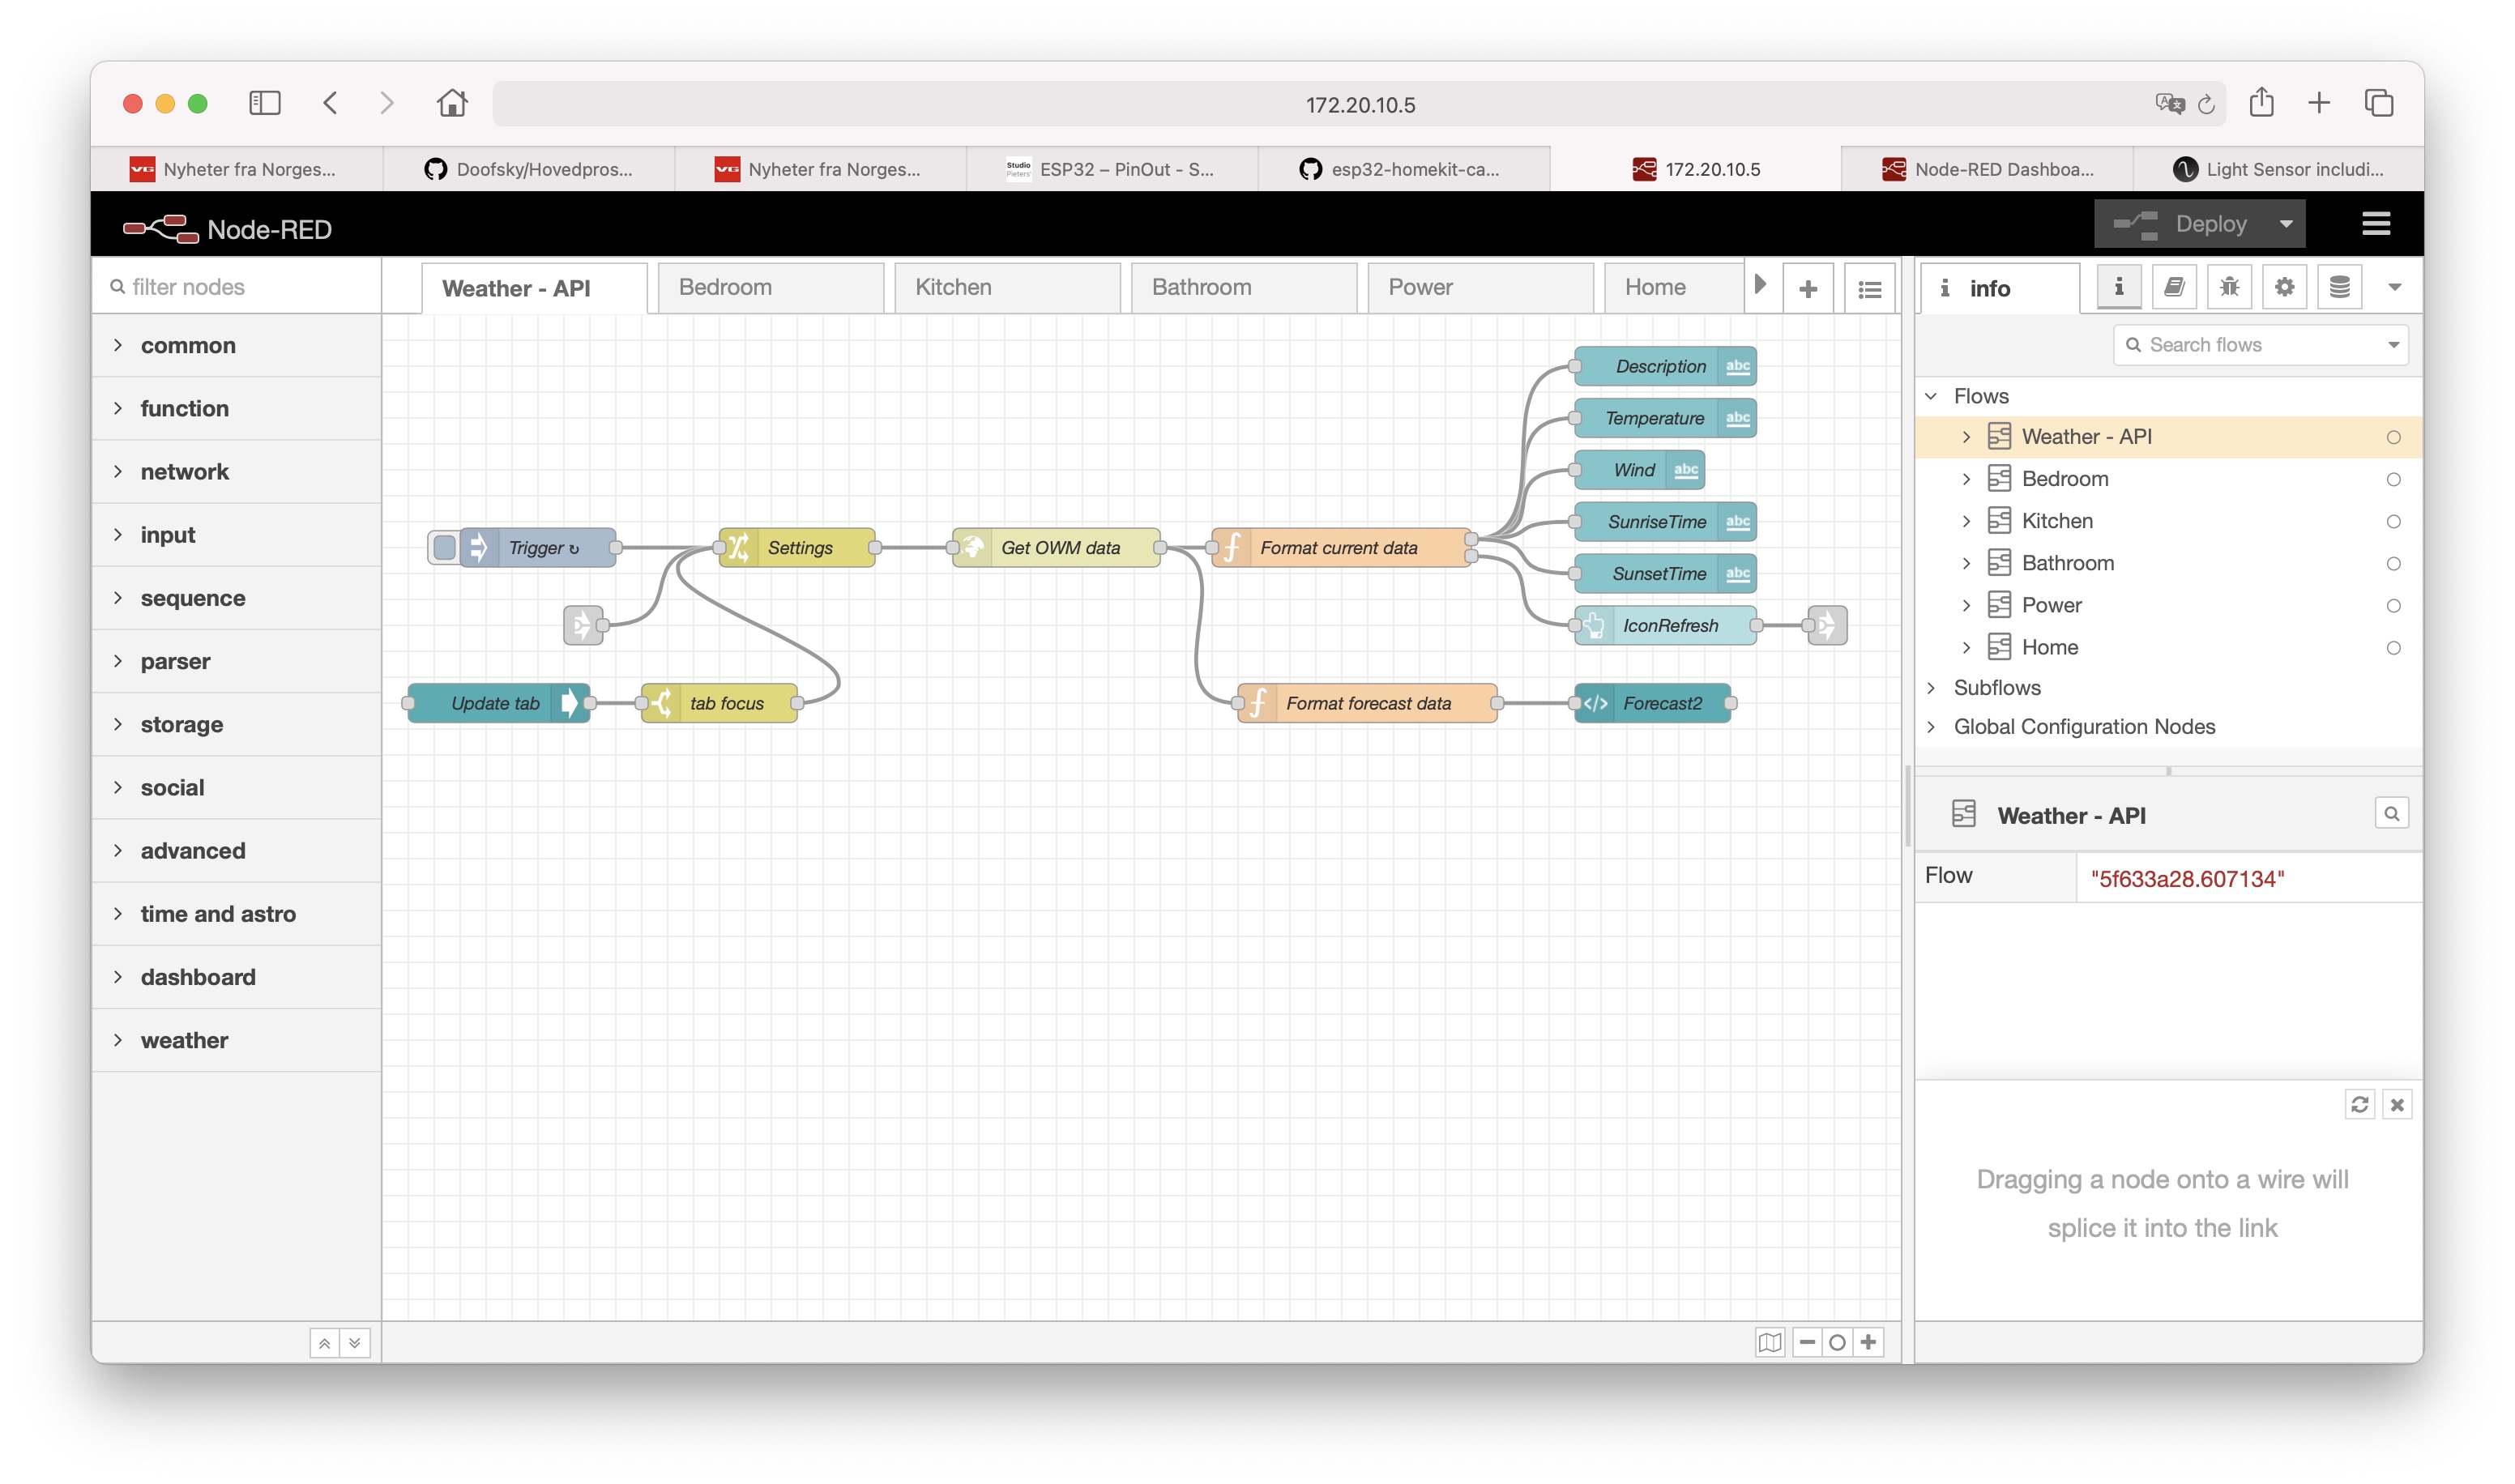 172.20.10.5
VG Nyheter fra Norges...
Doofsky/Hovedpros...
VG Nyheter fra Norges...
Studio Pieters ESP32 – PinOut - S...
esp32-homekit-ca...
172.20.10.5
Node-RED Dashboa...
Light Sensor includi...
Node-RED
Deploy
filter nodes
common
function
network
input
sequence
parser
storage
social
advanced
time and astro
dashboard
weather
Weather - API
Bedroom
Kitchen
Bathroom
Power
Home
Description abc
Temperature abc
Wind abc
SunriseTime abc
Trigger ↻
Settings
Get OWM data
Format current data
SunsetTime abc
IconRefresh
Update tab
tab focus
Format forecast data
Forecast2
i info
i
Search flows
Flows
Weather - API
Bedroom
Kitchen
Bathroom
Power
Home
Subflows
Global Configuration Nodes
Weather - API
Flow "5f633a28.607134"
Dragging a node onto a wire will
splice it into the link